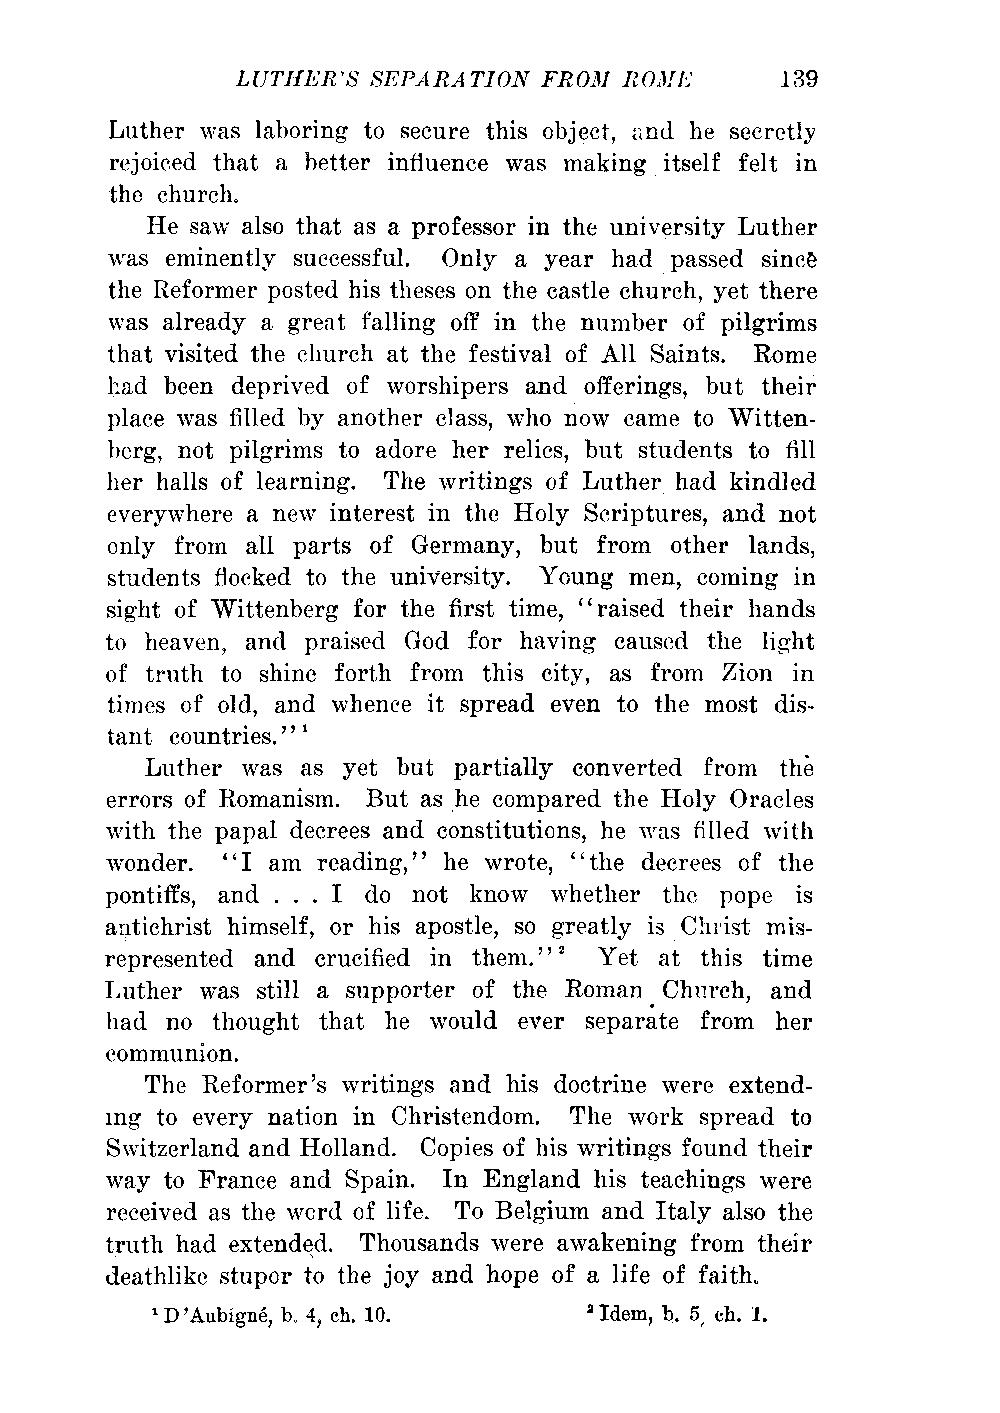 LUTHER'S SEPARATION FROM ROME 139
Luther was laboring to secure this object, and he secretly
rejoiced that a better influence was making itself felt in
the church.
He saw also that as a professor in the university Luther
was eminently successful. Only a year had passed since
the Reformer posted his theses on the castle church, yet there
was already a great falling off in the number of pilgrims
that visited the church at the festival of All Saints. Rome
had been deprived of worshipers and offerings, but their
place was filled by another class, who now came to Witten-
berg, not pilgrims to adore her relics, but students to fill
her halls of learning. The writings of Luther had kindled
everywhere a new interest in the Holy Scriptures, and not
only from all parts of Germany, but from other lands,
students flocked to the university. Young men, coming in
sight of Wittenberg for the first time, "raised their hands
to heaven, and praised God for having caused the light
of truth to shine forth from this city, as from Zion in
times of old, and whence it spread even to the most dis-
tant countries."¹
Luther was as yet but partially converted from the
errors of Romanism. But as he compared the Holy Oracles
with the papal decrees and constitutions, he was filled with
wonder. "I am reading," he wrote, "the decrees of the
pontiffs, and . . . I do not know whether the pope is
antichrist himself, or his apostle, so greatly is Christ mis-
represented and crucified in them."² Yet at this time
Luther was still a supporter of the Roman Church, and
had no thought that he would ever separate from her
communion.
The Reformer's writings and his doctrine were extend-
ing to every nation in Christendom. The work spread to
Switzerland and Holland. Copies of his writings found their
way to France and Spain. In England his teachings were
received as the word of life. To Belgium and Italy also the
truth had extended. Thousands were awakening from their
deathlike stupor to the joy and hope of a life of faith.
¹ D'Aubigné, b. 4, ch. 10. ² Idem, b. 5, ch. 1.